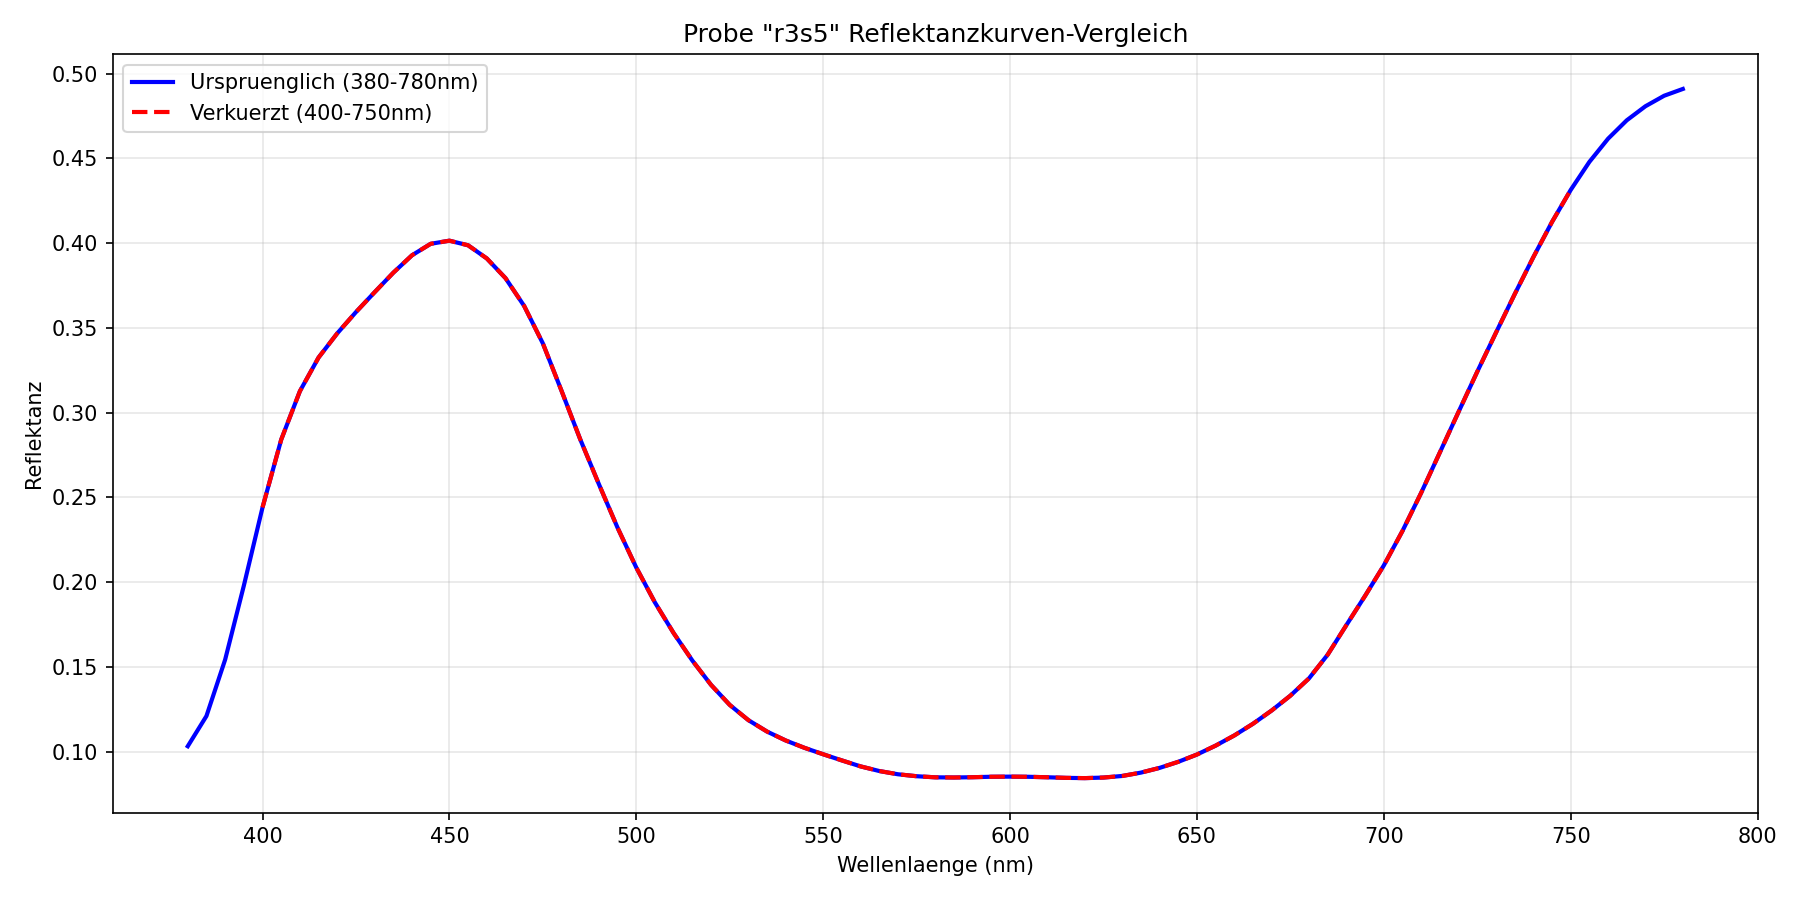 Probe "r3s5" Reflektanzkurven-Vergleich
Urspruenglich (380-780nm)
Verkuerzt (400-750nm)
0.50
0.45
0.40
0.35
0.30
0.25
0.20
0.15
0.10
Reflektanz
400 450 500 550 600 650 700 750 800
Wellenlaenge (nm)